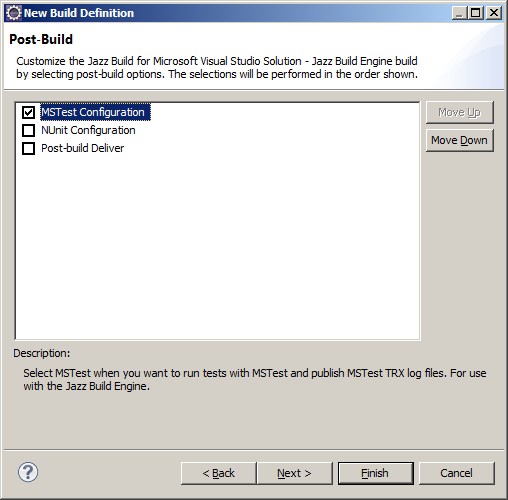 New Build Definition
Post-Build
Customize the Jazz Build for Microsoft Visual Studio Solution - Jazz Build Engine build
by selecting post-build options. The selections will be performed in the order shown.
MSTest Configuration
Move Up
NUnit Configuration
Move Down
Post-build Deliver
Description:
Select MSTest when you want to run tests with MSTest and publish MSTest TRX log files. For use
with the Jazz Build Engine.
?
< Back
Next >
Finish
Cancel